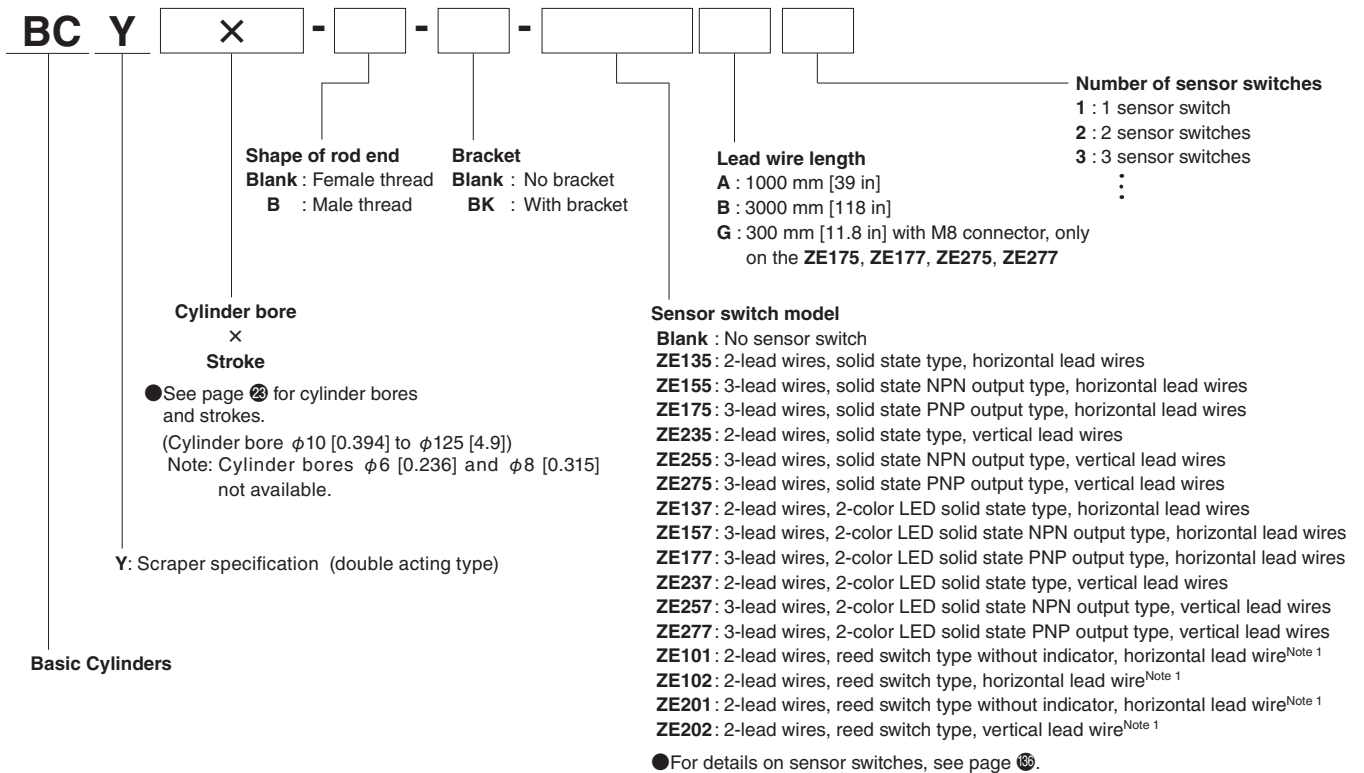 BC Y × - - -
Number of sensor switches
1 : 1 sensor switch
2 : 2 sensor switches
3 : 3 sensor switches
Shape of rod end
Blank : Female thread
B : Male thread
Bracket
Blank : No bracket
BK : With bracket
Lead wire length
A : 1000 mm [39 in]
B : 3000 mm [118 in]
G : 300 mm [11.8 in] with M8 connector, only
on the ZE175, ZE177, ZE275, ZE277
Cylinder bore
×
Stroke
●See page 23 for cylinder bores
and strokes.
(Cylinder bore φ10 [0.394] to φ125 [4.9])
Note: Cylinder bores φ6 [0.236] and φ8 [0.315]
not available.
Y: Scraper specification (double acting type)
Basic Cylinders
Sensor switch model
Blank : No sensor switch
ZE135 : 2-lead wires, solid state type, horizontal lead wires
ZE155 : 3-lead wires, solid state NPN output type, horizontal lead wires
ZE175 : 3-lead wires, solid state PNP output type, horizontal lead wires
ZE235 : 2-lead wires, solid state type, vertical lead wires
ZE255 : 3-lead wires, solid state NPN output type, vertical lead wires
ZE275 : 3-lead wires, solid state PNP output type, vertical lead wires
ZE137 : 2-lead wires, 2-color LED solid state type, horizontal lead wires
ZE157 : 3-lead wires, 2-color LED solid state NPN output type, horizontal lead wires
ZE177 : 3-lead wires, 2-color LED solid state PNP output type, horizontal lead wires
ZE237 : 2-lead wires, 2-color LED solid state type, vertical lead wires
ZE257 : 3-lead wires, 2-color LED solid state NPN output type, vertical lead wires
ZE277 : 3-lead wires, 2-color LED solid state PNP output type, vertical lead wires
ZE101 : 2-lead wires, reed switch type without indicator, horizontal lead wire Note 1
ZE102 : 2-lead wires, reed switch type, horizontal lead wire Note 1
ZE201 : 2-lead wires, reed switch type without indicator, horizontal lead wire Note 1
ZE202 : 2-lead wires, reed switch type, vertical lead wire Note 1
●For details on sensor switches, see page 136.